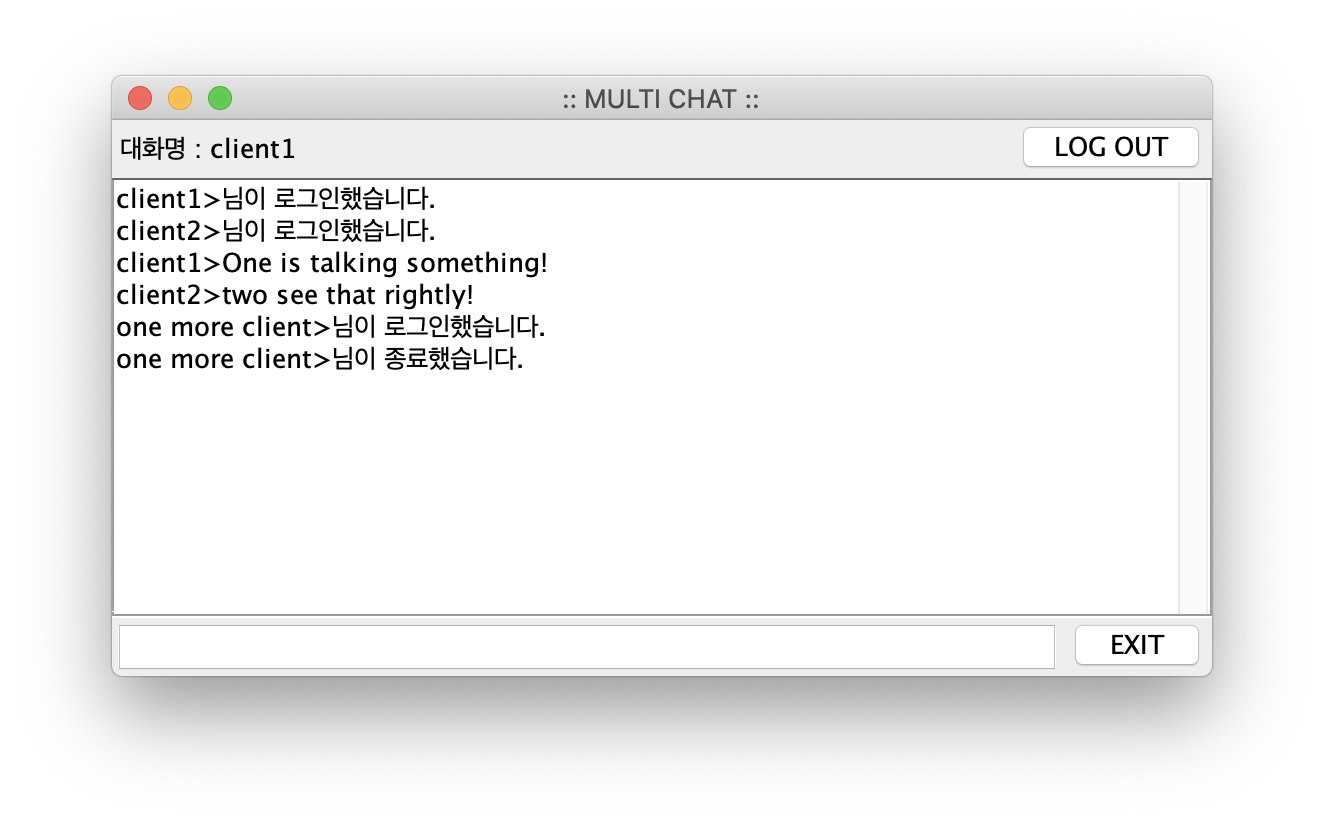 :: MULTI CHAT ::
대화명 : client1
LOG OUT
client1>님이 로그인했습니다.
client2>님이 로그인했습니다.
client1>One is talking something!
client2>two see that rightly!
one more client>님이 로그인했습니다.
one more client>님이 종료했습니다.
EXIT